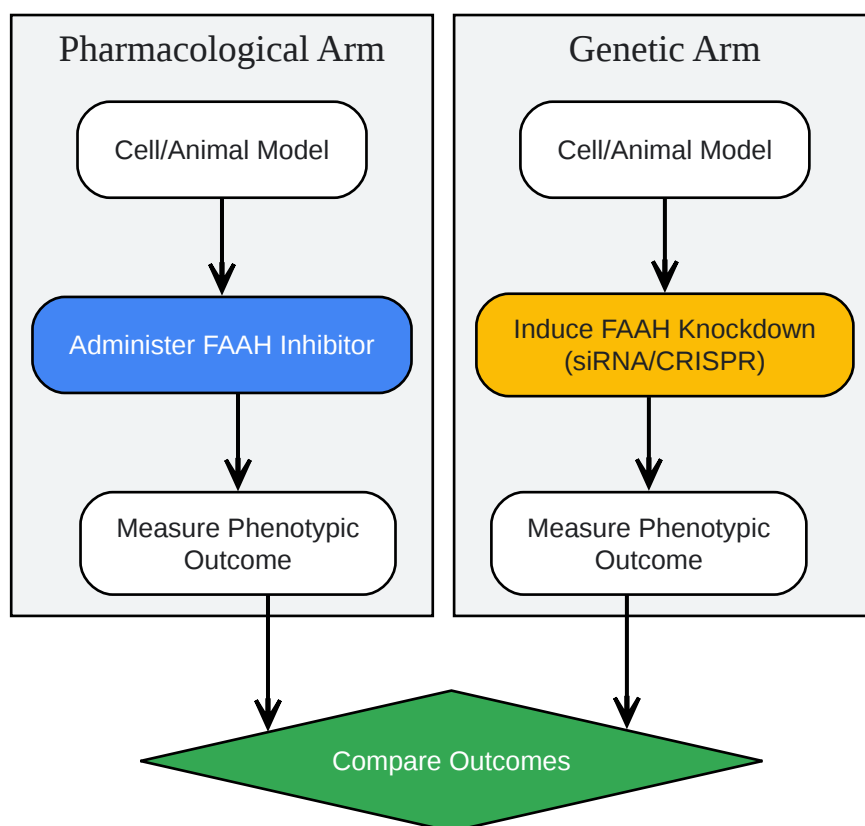 Pharmacological Arm
Cell/Animal Model
Administer FAAH Inhibitor
Measure Phenotypic
Outcome
Genetic Arm
Cell/Animal Model
Induce FAAH Knockdown
(siRNA/CRISPR)
Measure Phenotypic
Outcome
Compare Outcomes